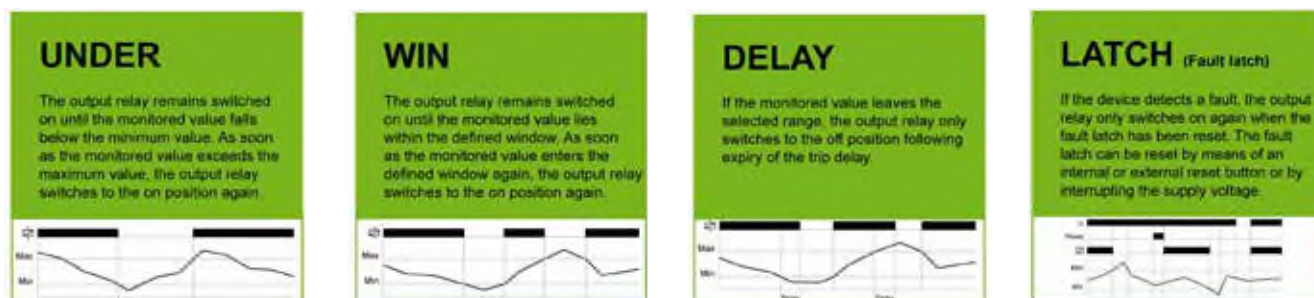 UNDER
The output relay remains switched
on until the monitored value falls
below the minimum value. As soon
as the monitored value exceeds the
maximum value, the output relay
switches to the on position again.
Max
Min
WIN
The output relay remains switched
on until the monitored value lies
within the defined window. As soon
as the monitored value enters the
defined window again, the output relay
switches to the on position again.
Max
Min
DELAY
If the monitored value leaves the
selected range, the output relay only
switches to the off position following
expiry of the trip delay.
Max
Min
LATCH (Fault latch)
If the device detects a fault, the output
relay only switches on again when the
fault latch has been reset. The fault
latch can be reset by means of an
internal or external reset button or by
interrupting the supply voltage.